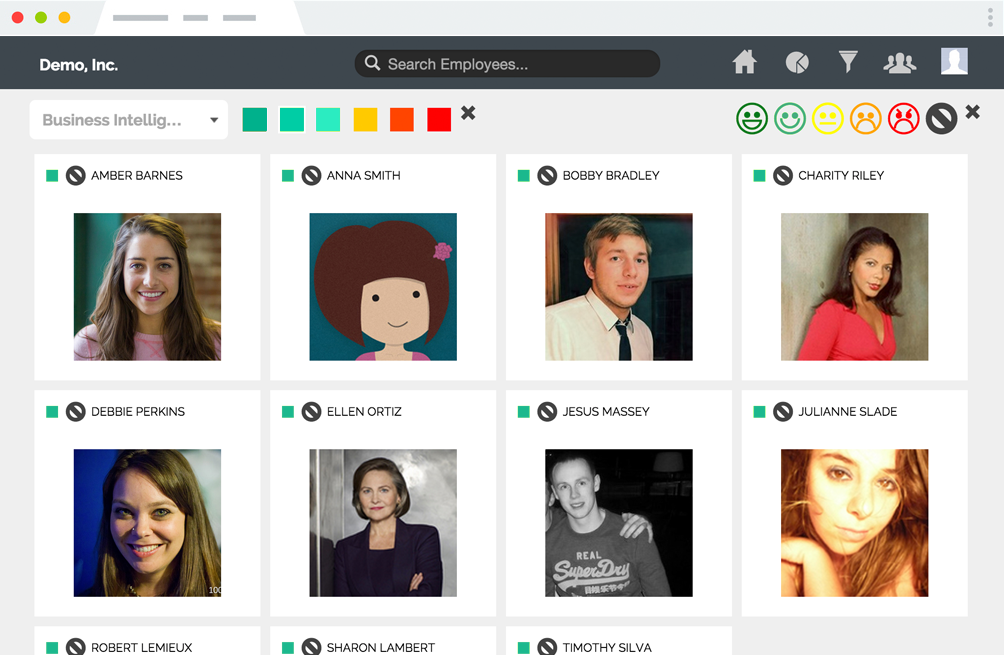 Demo, Inc.
Search Employees...
Business Intellig...
AMBER BARNES
ANNA SMITH
BOBBY BRADLEY
CHARITY RILEY
DEBBIE PERKINS
ELLEN ORTIZ
JESUS MASSEY
JULIANNE SLADE
100
REAL
SuperDry
ROBERT LEMIEUX
SHARON LAMBERT
TIMOTHY SILVA